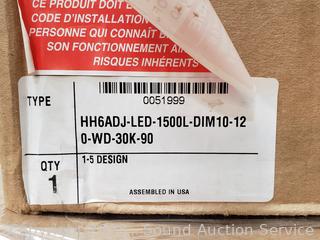 CE PRODUIT DOIT
CODE D'INSTALLATION
PERSONNE QUI CONNAÎT
SON FONCTIONNEMENT
RISQUES INHÉRENTS
TYPE
0051999
HH6ADJ-LED-1500L-DIM10-12
0-WD-30K-90
QTY
1
1-5 DESIGN
ASSEMBLED IN USA
Sound Auction Service